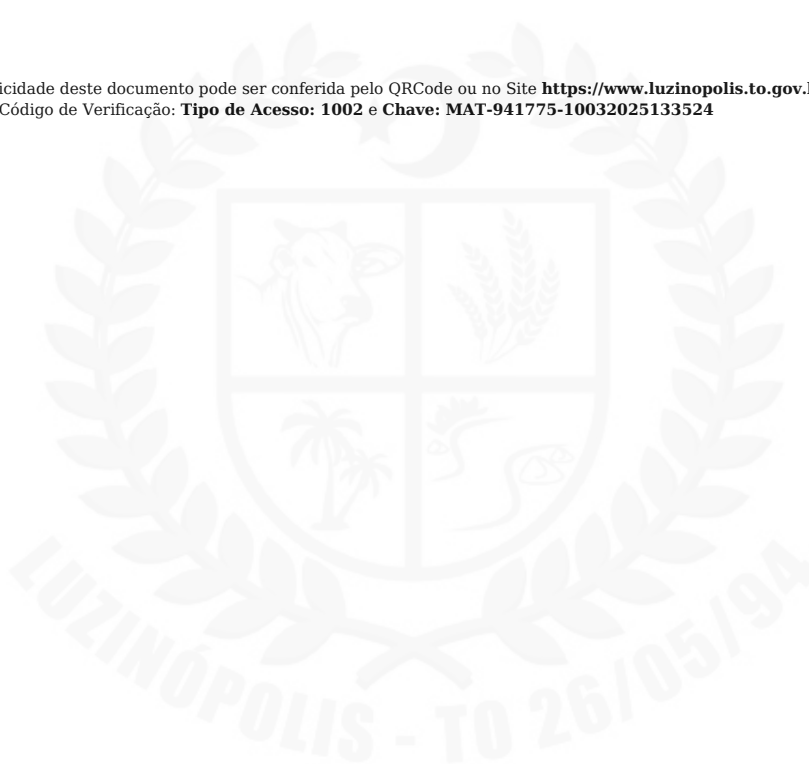 icidade deste documento pode ser conferida pelo QRCode ou no Site https://www.luzinopolis.to.gov.
Código de Verificação: Tipo de Acesso: 1002 e Chave: MAT-941775-10032025133524
LUZINÓPOLIS - TO 26/05/94